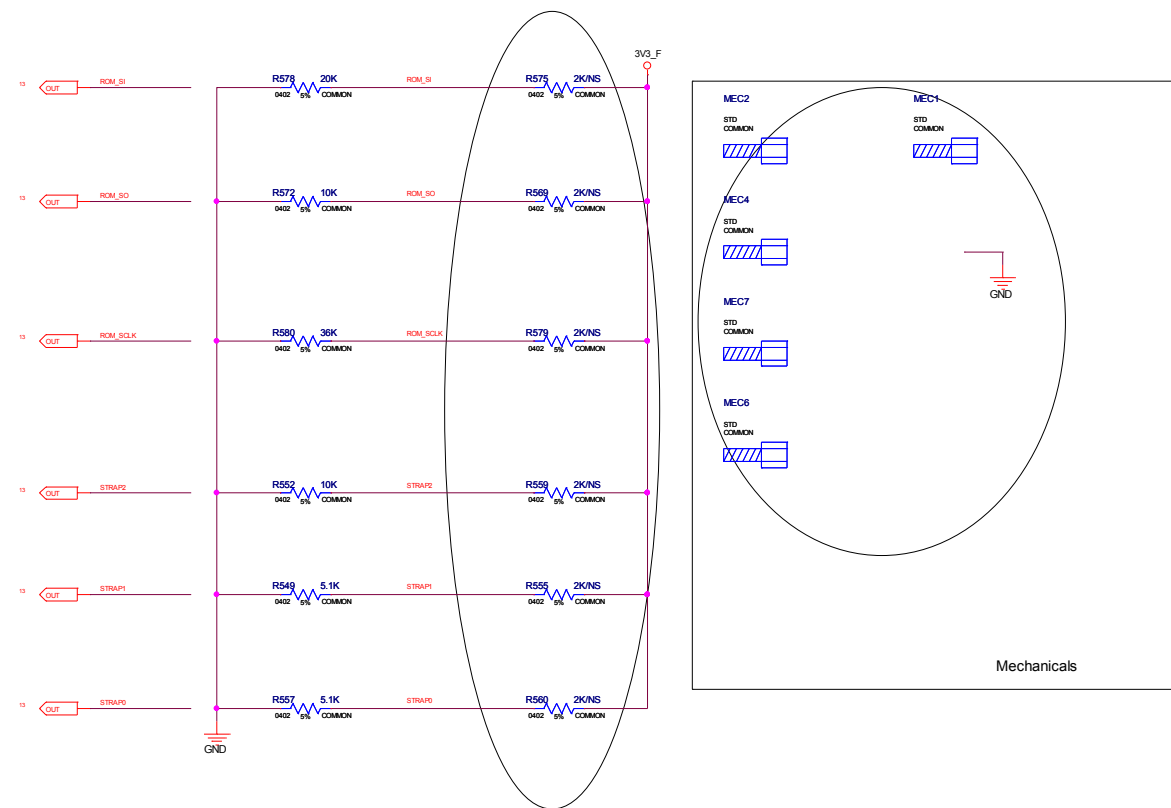 3V3_F
13 OUT ROM_SI R578 20K ROM_SI R575 2K/NS
0402 5% COMMON 0402 5% COMMON
13 OUT ROM_SO R572 10K ROM_SO R569 2K/NS
0402 5% COMMON 0402 5% COMMON
13 OUT ROM_SCLK R580 36K ROM_SCLK R579 2K/NS
0402 5% COMMON 0402 5% COMMON
13 OUT STRAP2 R552 10K STRAP2 R559 2K/NS
0402 5% COMMON 0402 5% COMMON
13 OUT STRAP1 R549 5.1K STRAP1 R555 2K/NS
0402 5% COMMON 0402 5% COMMON
13 OUT STRAP0 R557 5.1K STRAP0 R560 2K/NS
0402 5% COMMON 0402 5% COMMON
GND
MEC2
STD
COMMON
MEC1
STD
COMMON
MEC4
STD
COMMON
GND
MEC7
STD
COMMON
MEC6
STD
COMMON
Mechanicals